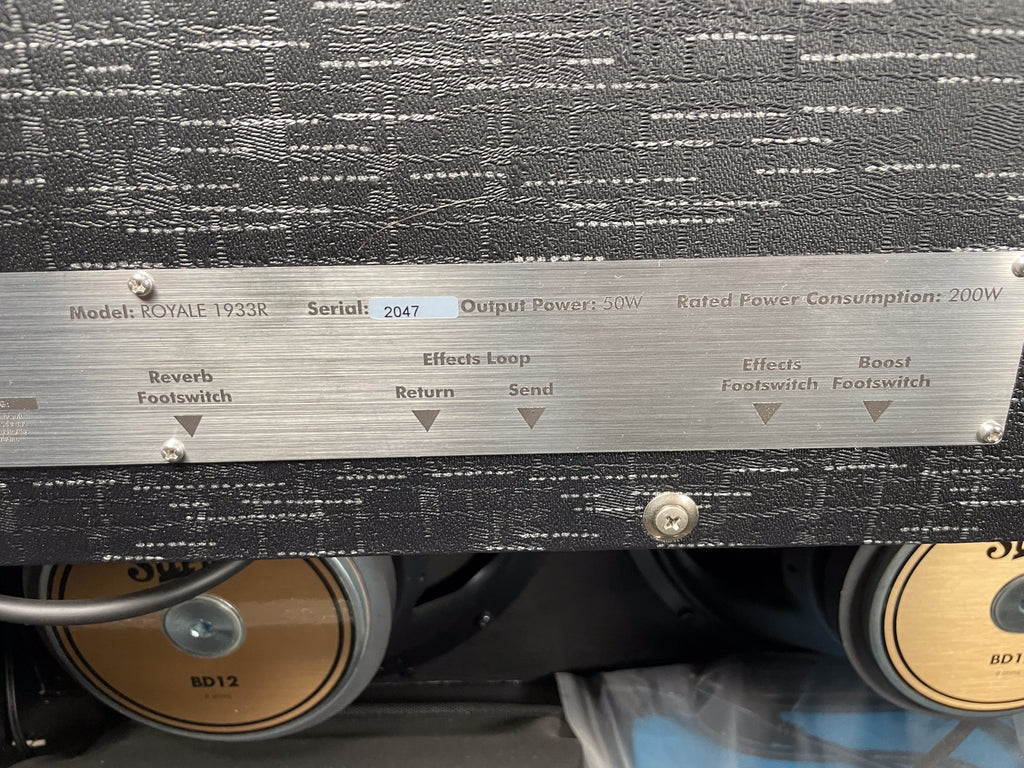 Model: ROYALE 1933R Serial: 2047 Output Power: 50W Rated Power Consumption: 200W
Effects Loop
Reverb
Footswitch
Return Send
Effects
Footswitch
Boost
Footswitch
BD12